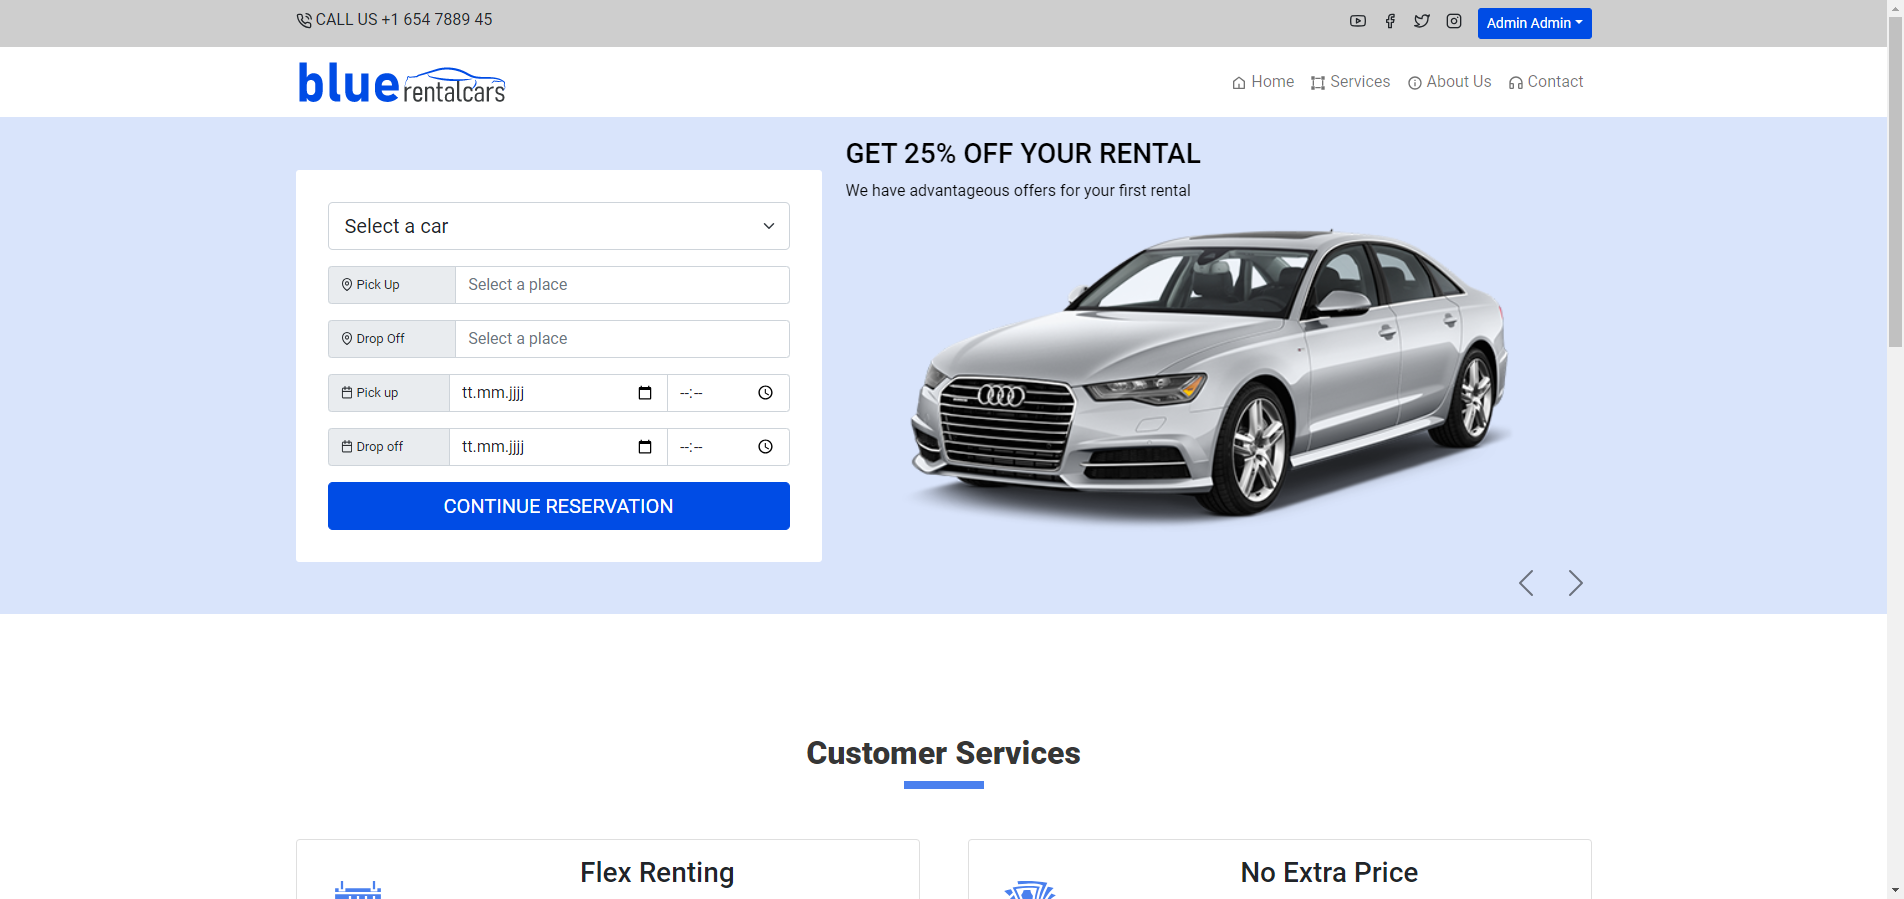 CALL US +1 654 7889 45
Admin Admin
blue rentalcars
Home Services About Us Contact
GET 25% OFF YOUR RENTAL
We have advantageous offers for your first rental
Select a car
Pick Up Select a place
Drop Off Select a place
Pick up tt.mm.jjjj --:--
Drop off tt.mm.jjjj --:--
CONTINUE RESERVATION
Customer Services
Flex Renting
No Extra Price